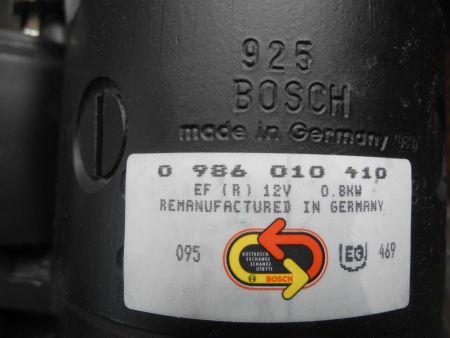 925
BOSCH
made in Germany
0 986 010 410
EF (R) 12V 0.8KW
REMANUFACTURED IN GERMANY
095
AUSTAUSCH
EXCHANGE
ECHANGE
UTBYTE
BOSCH
EG
469